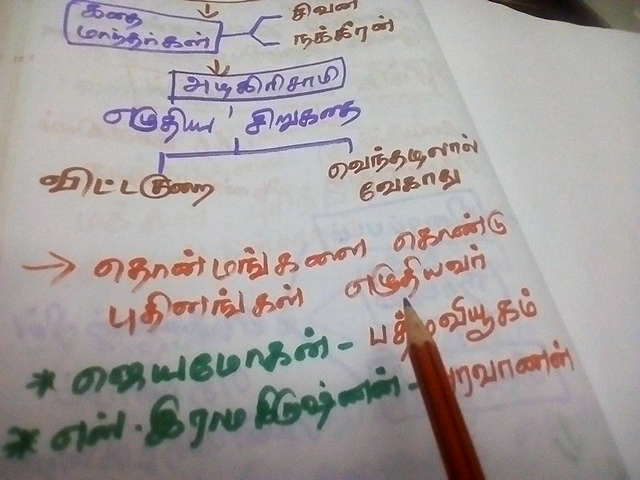 கதை
மாந்தர்கள்
சிவன்
நக்கீரன்
அழகிரிசாமி
எழுதிய சிறுகதை
விட்டகுறை
வெந்தழலால்
வேகாது
→ தொன்மங்களை கொண்டு
புதினங்கள் எழுதியவர்
* ஜெயமோகன் - பத்மவியூகம்
* எஸ். இராமகிருஷ்ணன் -